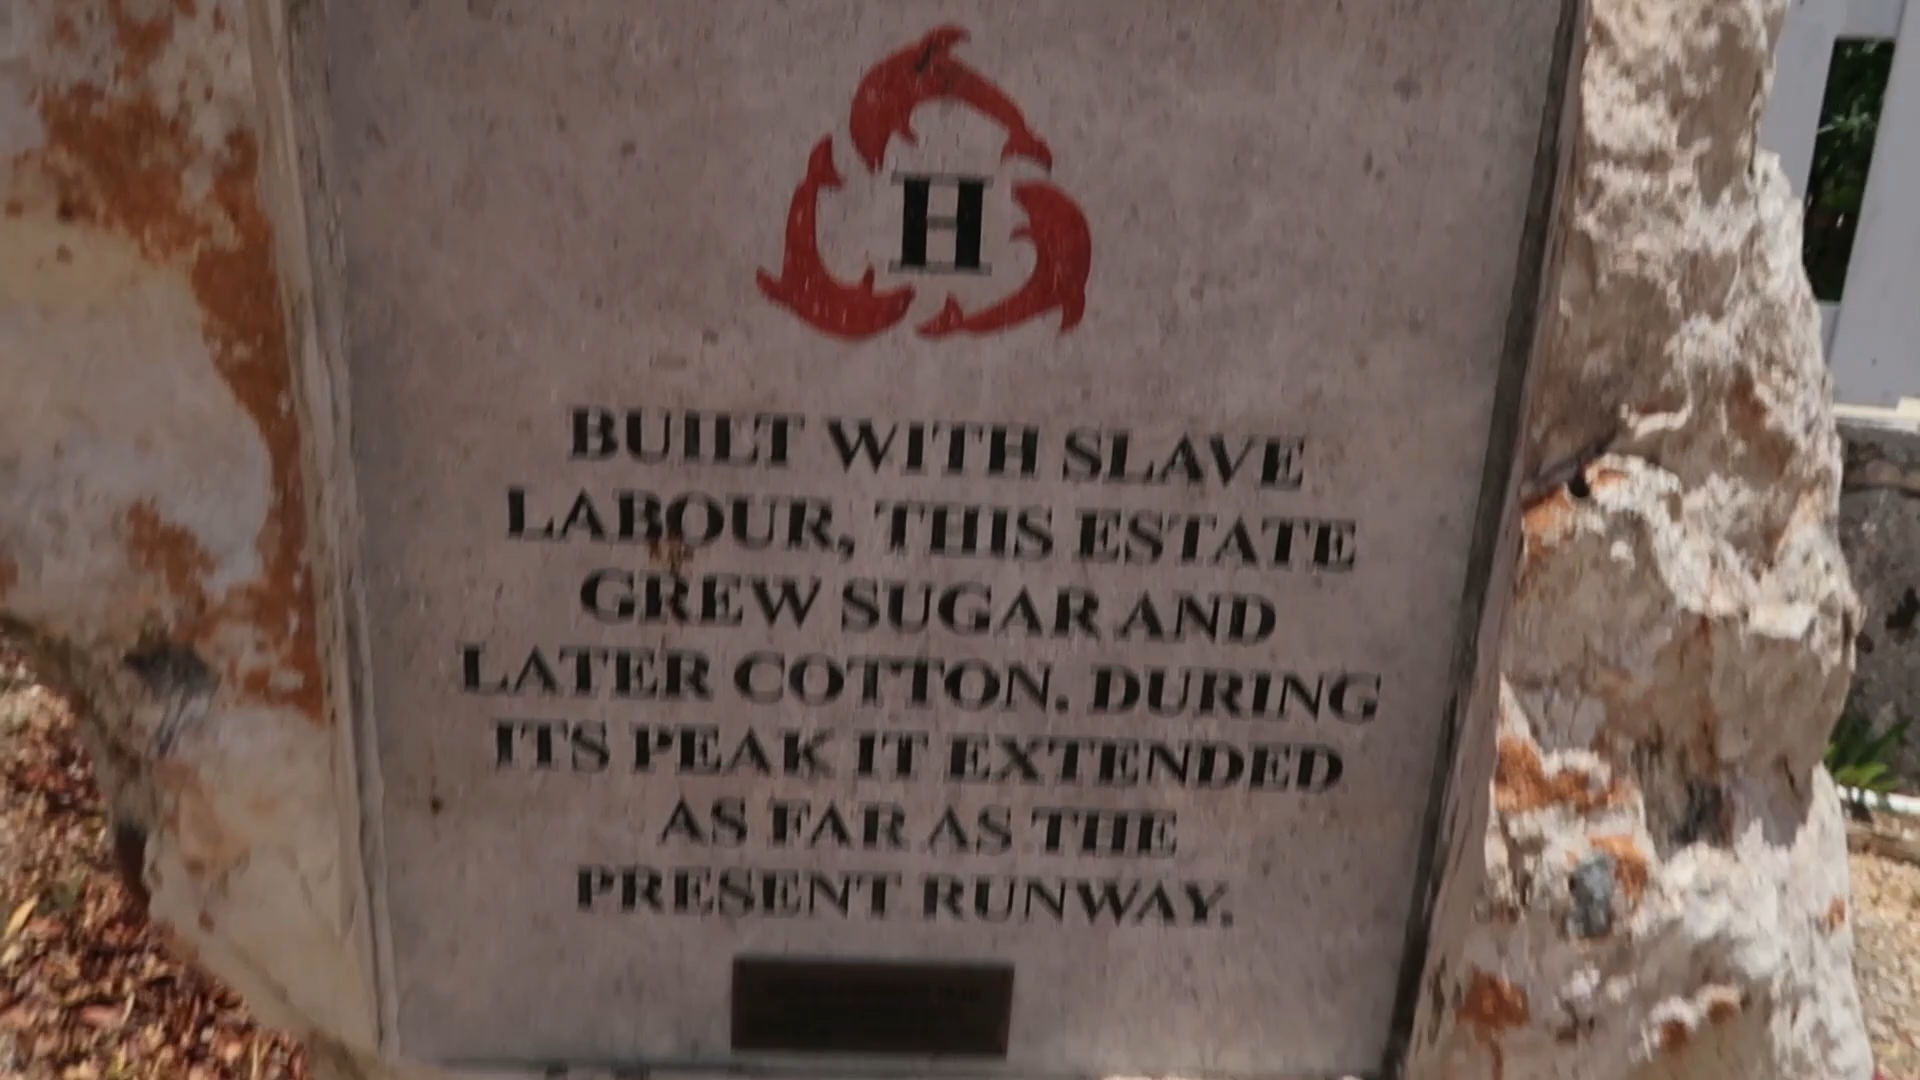 H
BUILT WITH SLAVE
LABOUR, THIS ESTATE
GREW SUGAR AND
LATER COTTON. DURING
ITS PEAK IT EXTENDED
AS FAR AS THE
PRESENT RUNWAY.